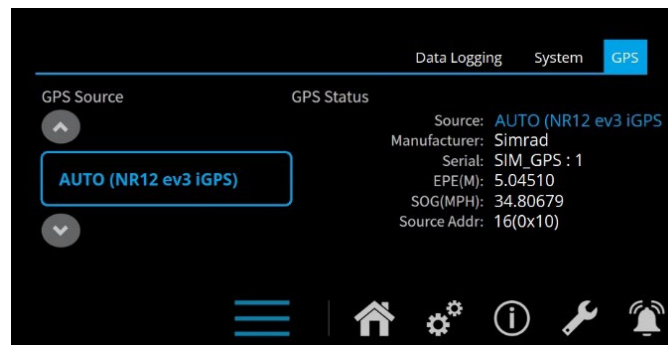 Data Logging System GPS
GPS Source
AUTO (NR12 ev3 iGPS)
GPS Status
Source: AUTO (NR12 ev3 iGPS
Manufacturer: Simrad
Serial: SIM_GPS : 1
EPE(M): 5.04510
SOG(MPH): 34.80679
Source Addr: 16(0x10)